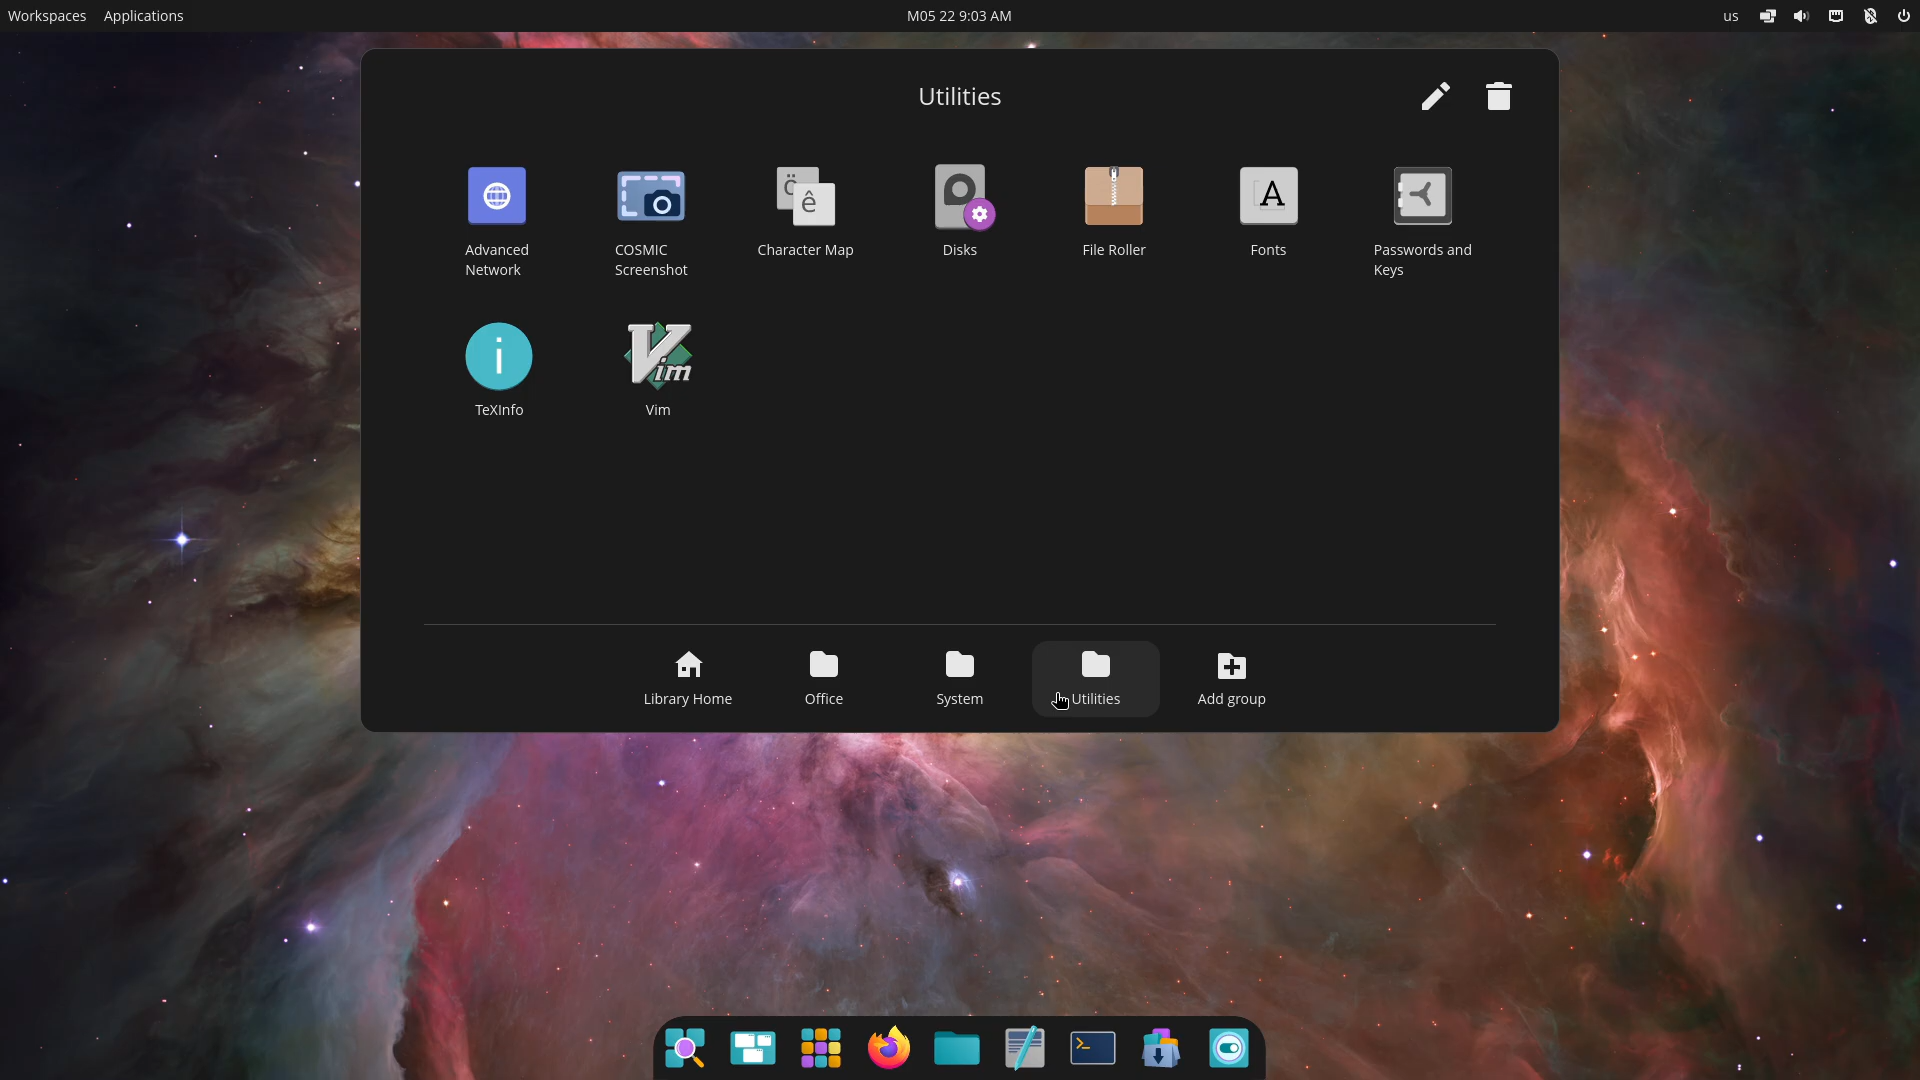 Workspaces Applications M05 22 9:03 AM us
Utilities
Advanced
Network
COSMIC
Screenshot
Character Map
Disks
File Roller
Fonts
Passwords and
Keys
TeXInfo
Vim
Library Home
Office
System
Utilities
Add group